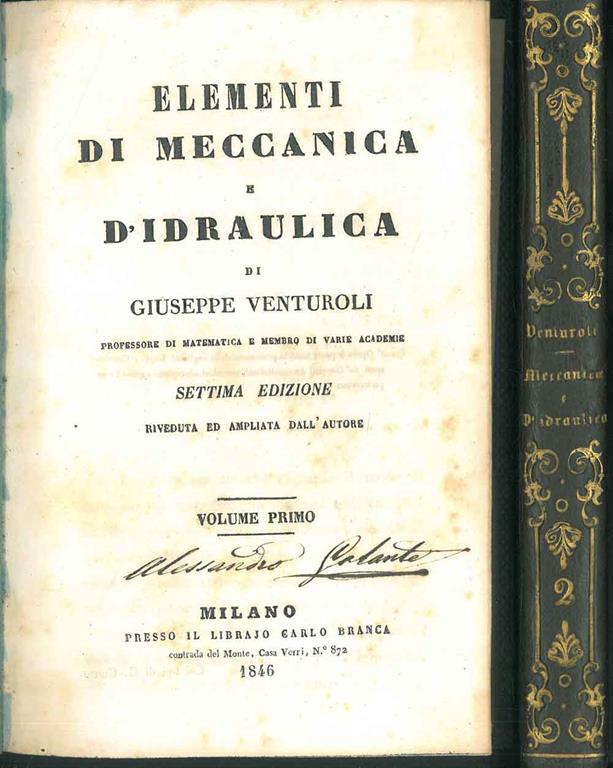 ELEMENTI
DI MECCANICA
E
D'IDRAULICA
DI
GIUSEPPE VENTUROLI
PROFESSORE DI MATEMATICA E MEMBRO DI VARIE ACADEMIE
SETTIMA EDIZIONE
RIVEDUTA ED AMPLIATA DALL'AUTORE
VOLUME PRIMO
Alessandro Galante
MILANO
PRESSO IL LIBRAJO CARLO BRANCA
contrada del Monte, Casa Verri, N.º 872
1846
Venturoli
Meccanica
e
D'idraulica
2